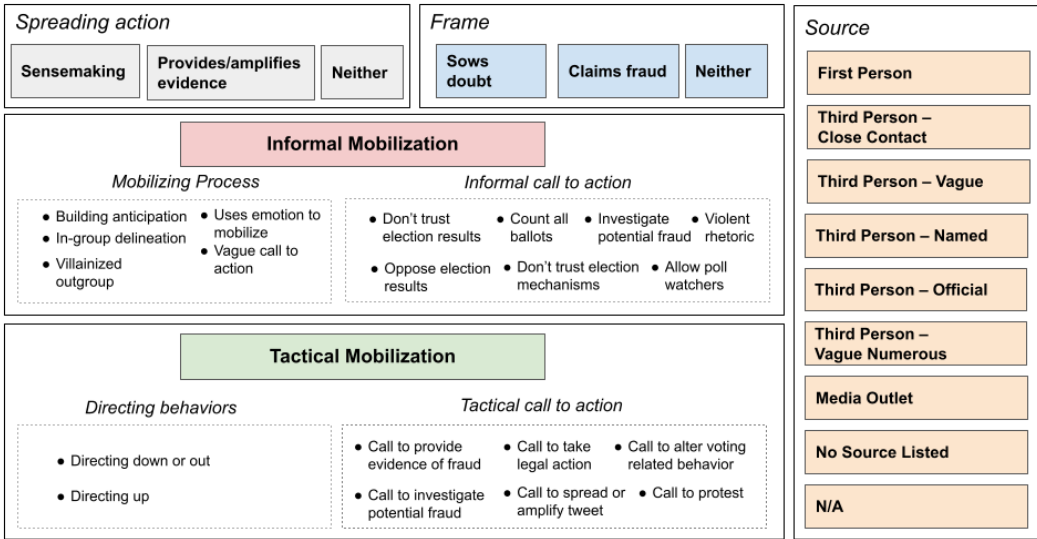 Spreading action
Sensemaking
Provides/amplifies
evidence
Neither
Frame
Sows
doubt
Claims fraud
Neither
Informal Mobilization
Mobilizing Process
● Building anticipation
● In-group delineation
● Villainized
outgroup
● Uses emotion to
mobilize
● Vague call to
action
Informal call to action
● Don't trust
election results
● Count all
ballots
● Investigate
potential fraud
● Violent
rhetoric
● Oppose election
results
● Don't trust election
mechanisms
● Allow poll
watchers
Tactical Mobilization
Directing behaviors
● Directing down or out
● Directing up
Tactical call to action
● Call to provide
evidence of fraud
● Call to take
legal action
● Call to alter voting
related behavior
● Call to investigate
potential fraud
● Call to spread or
amplify tweet
● Call to protest
Source
First Person
Third Person –
Close Contact
Third Person – Vague
Third Person – Named
Third Person – Official
Third Person –
Vague Numerous
Media Outlet
No Source Listed
N/A